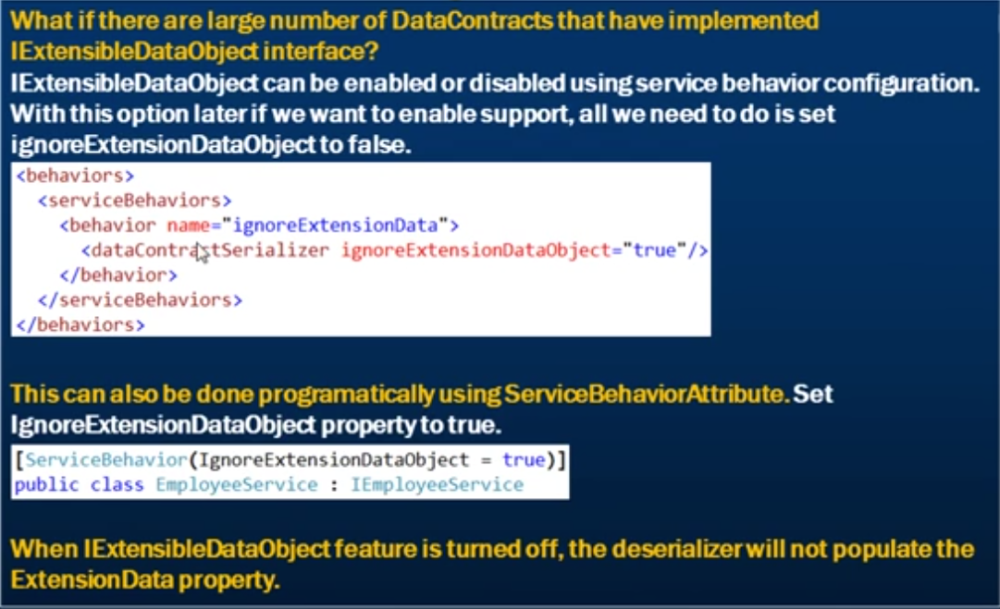 What if there are large number of DataContracts that have implemented
IExtensibleDataObject interface?
IExtensibleDataObject can be enabled or disabled using service behavior configuration.
With this option later if we want to enable support, all we need to do is set
ignoreExtensionDataObject to false.
<behaviors>
  <serviceBehaviors>
    <behavior name="ignoreExtensionData">
      <dataContractSerializer ignoreExtensionDataObject="true"/>
    </behavior>
  </serviceBehaviors>
</behaviors>
This can also be done programatically using ServiceBehaviorAttribute. Set
IgnoreExtensionDataObject property to true.
[ServiceBehavior(IgnoreExtensionDataObject = true)]
public class EmployeeService : IEmployeeService
When IExtensibleDataObject feature is turned off, the deserializer will not populate the
ExtensionData property.